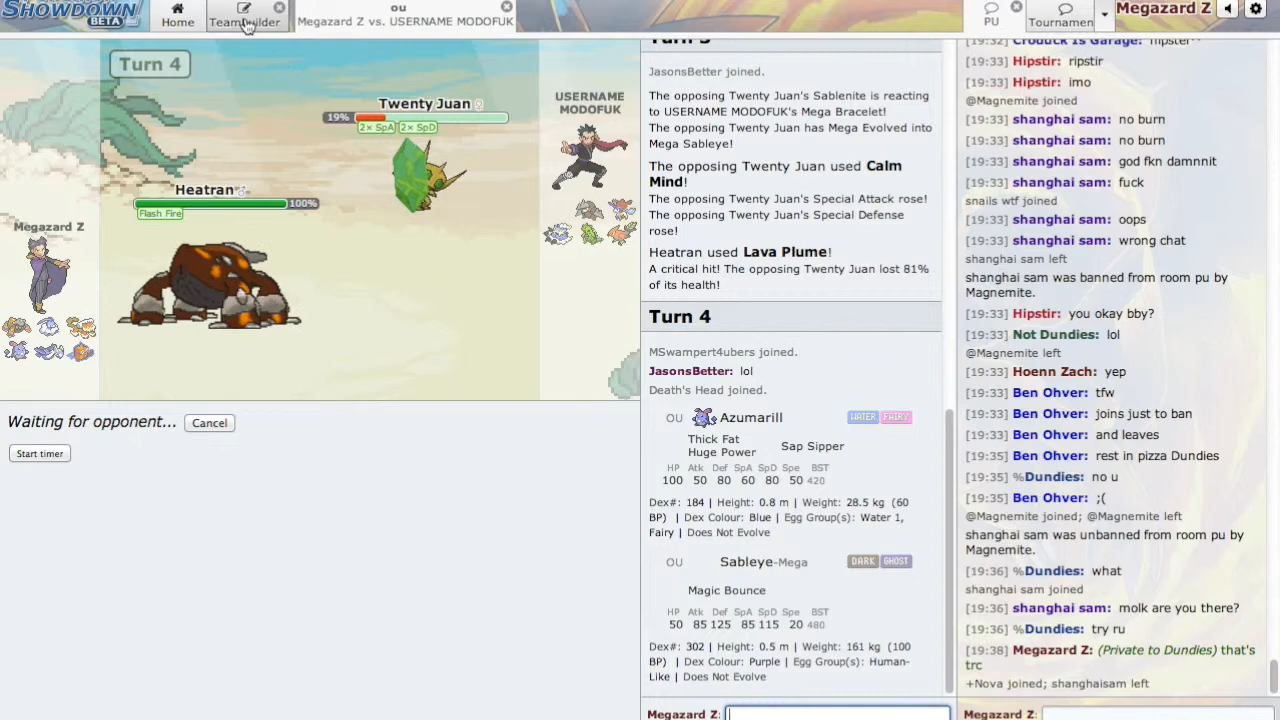 SHOWDOWN
BETA
Home
Teambuilder
ou
Megazard Z vs. USERNAME MODOFUK
PU
Tournamen
Megazard Z
Turn 4
Twenty Juan
19%
2× SpA 2× SpD
Heatran
100%
Flash Fire
Megazard Z
USERNAME
MODOFUK
Waiting for opponent...
Cancel
Start timer
JasonsBetter joined.
The opposing Twenty Juan's Sablenite is reacting
to USERNAME MODOFUK's Mega Bracelet!
The opposing Twenty Juan has Mega Evolved into
Mega Sableye!
The opposing Twenty Juan used Calm
Mind!
The opposing Twenty Juan's Special Attack rose!
The opposing Twenty Juan's Special Defense
rose!
Heatran used Lava Plume!
A critical hit! The opposing Twenty Juan lost 81%
of its health!
Turn 4
MSwampert4ubers joined.
JasonsBetter: lol
Death's Head joined.
OU Azumarill WATER FAIRY
Thick Fat
Huge Power
Sap Sipper
HP Atk Def SpA SpD Spe BST
100 50 80 60 80 50 420
Dex#: 184 | Height: 0.8 m | Weight: 28.5 kg (60
BP) | Dex Colour: Blue | Egg Group(s): Water 1,
Fairy | Does Not Evolve
OU Sableye-Mega DARK GHOST
Magic Bounce
HP Atk Def SpA SpD Spe BST
50 85 125 85 115 20 480
Dex#: 302 | Height: 0.5 m | Weight: 161 kg (100
BP) | Dex Colour: Purple | Egg Group(s): Human-
Like | Does Not Evolve
Megazard Z:
[19:33] Hipstir: ripstir
[19:33] Hipstir: imo
@Magnemite joined
[19:33] shanghai sam: no burn
[19:33] shanghai sam: no burn
[19:33] shanghai sam: god fkn damnnit
[19:33] shanghai sam: fuck
snails wtf joined
[19:33] shanghai sam: oops
[19:33] shanghai sam: wrong chat
shanghai sam left
shanghai sam was banned from room pu by
Magnemite.
[19:33] Hipstir: you okay bby?
[19:33] Not Dundies: lol
@Magnemite left
[19:33] Hoenn Zach: yep
[19:33] Ben Ohver: tfw
[19:33] Ben Ohver: joins just to ban
[19:33] Ben Ohver: and leaves
[19:35] Ben Ohver: rest in pizza Dundies
[19:35] %Dundies: no u
[19:35] Ben Ohver: ;(
@Magnemite joined; @Magnemite left
shanghai sam was unbanned from room pu by
Magnemite.
[19:36] %Dundies: what
shanghai sam joined
[19:36] shanghai sam: molk are you there?
[19:36] %Dundies: try ru
[19:38] Megazard Z: (Private to Dundies) that's
trc
+Nova joined; shanghaisam left
Megazard Z: